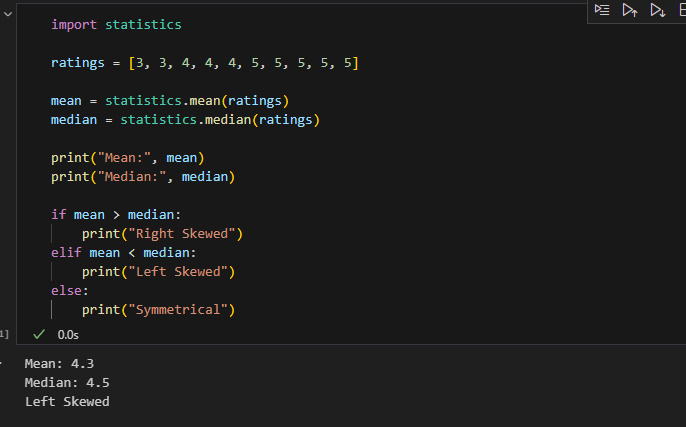 import statistics
ratings = [3, 3, 4, 4, 4, 5, 5, 5, 5, 5]
mean = statistics.mean(ratings)
median = statistics.median(ratings)
print("Mean:", mean)
print("Median:", median)
if mean > median:
    print("Right Skewed")
elif mean < median:
    print("Left Skewed")
else:
    print("Symmetrical")
1] 0.0s
Mean: 4.3
Median: 4.5
Left Skewed